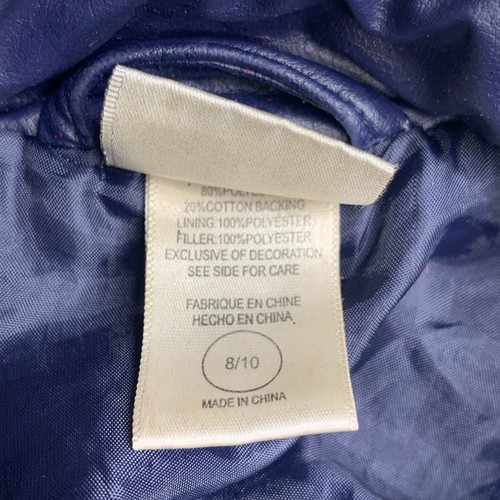 20%COTTON BACKING
LINING:100%POLYESTER
FILLER:100%POLYESTER
EXCLUSIVE OF DECORATION
SEE SIDE FOR CARE
FABRIQUE EN CHINE
HECHO EN CHINA
8/10
MADE IN CHINA